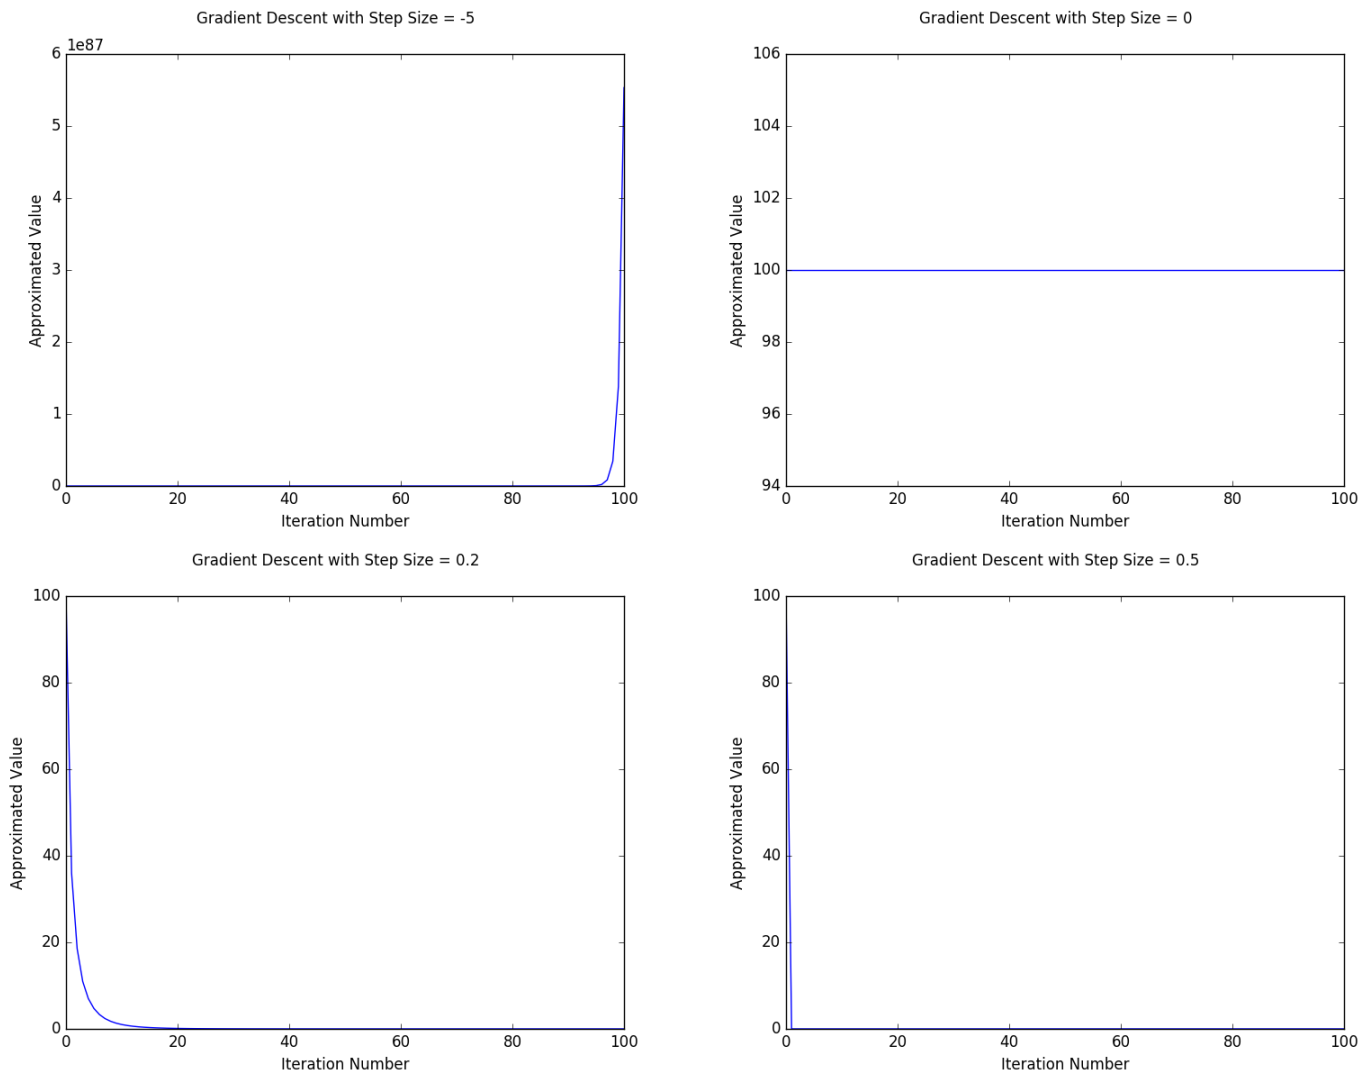 Gradient Descent with Step Size = -5
1e87
6
5
4
3
2
1
0
Approximated Value
0 20 40 60 80 100
Iteration Number
Gradient Descent with Step Size = 0
106
104
102
100
98
96
94
Approximated Value
0 20 40 60 80 100
Iteration Number
Gradient Descent with Step Size = 0.2
100
80
60
40
20
0
Approximated Value
0 20 40 60 80 100
Iteration Number
Gradient Descent with Step Size = 0.5
100
80
60
40
20
0
Approximated Value
0 20 40 60 80 100
Iteration Number